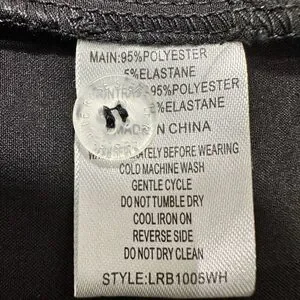 MAIN:95%POLYESTER
5%ELASTANE
95%POLYESTER
ELASTANE
MADE IN CHINA
BEFORE WEARING
COLD MACHINE WASH
GENTLE CYCLE
DO NOT TUMBLE DRY
COOL IRON ON
REVERSE SIDE
DO NOT DRY CLEAN
STYLE:LRB1005WH